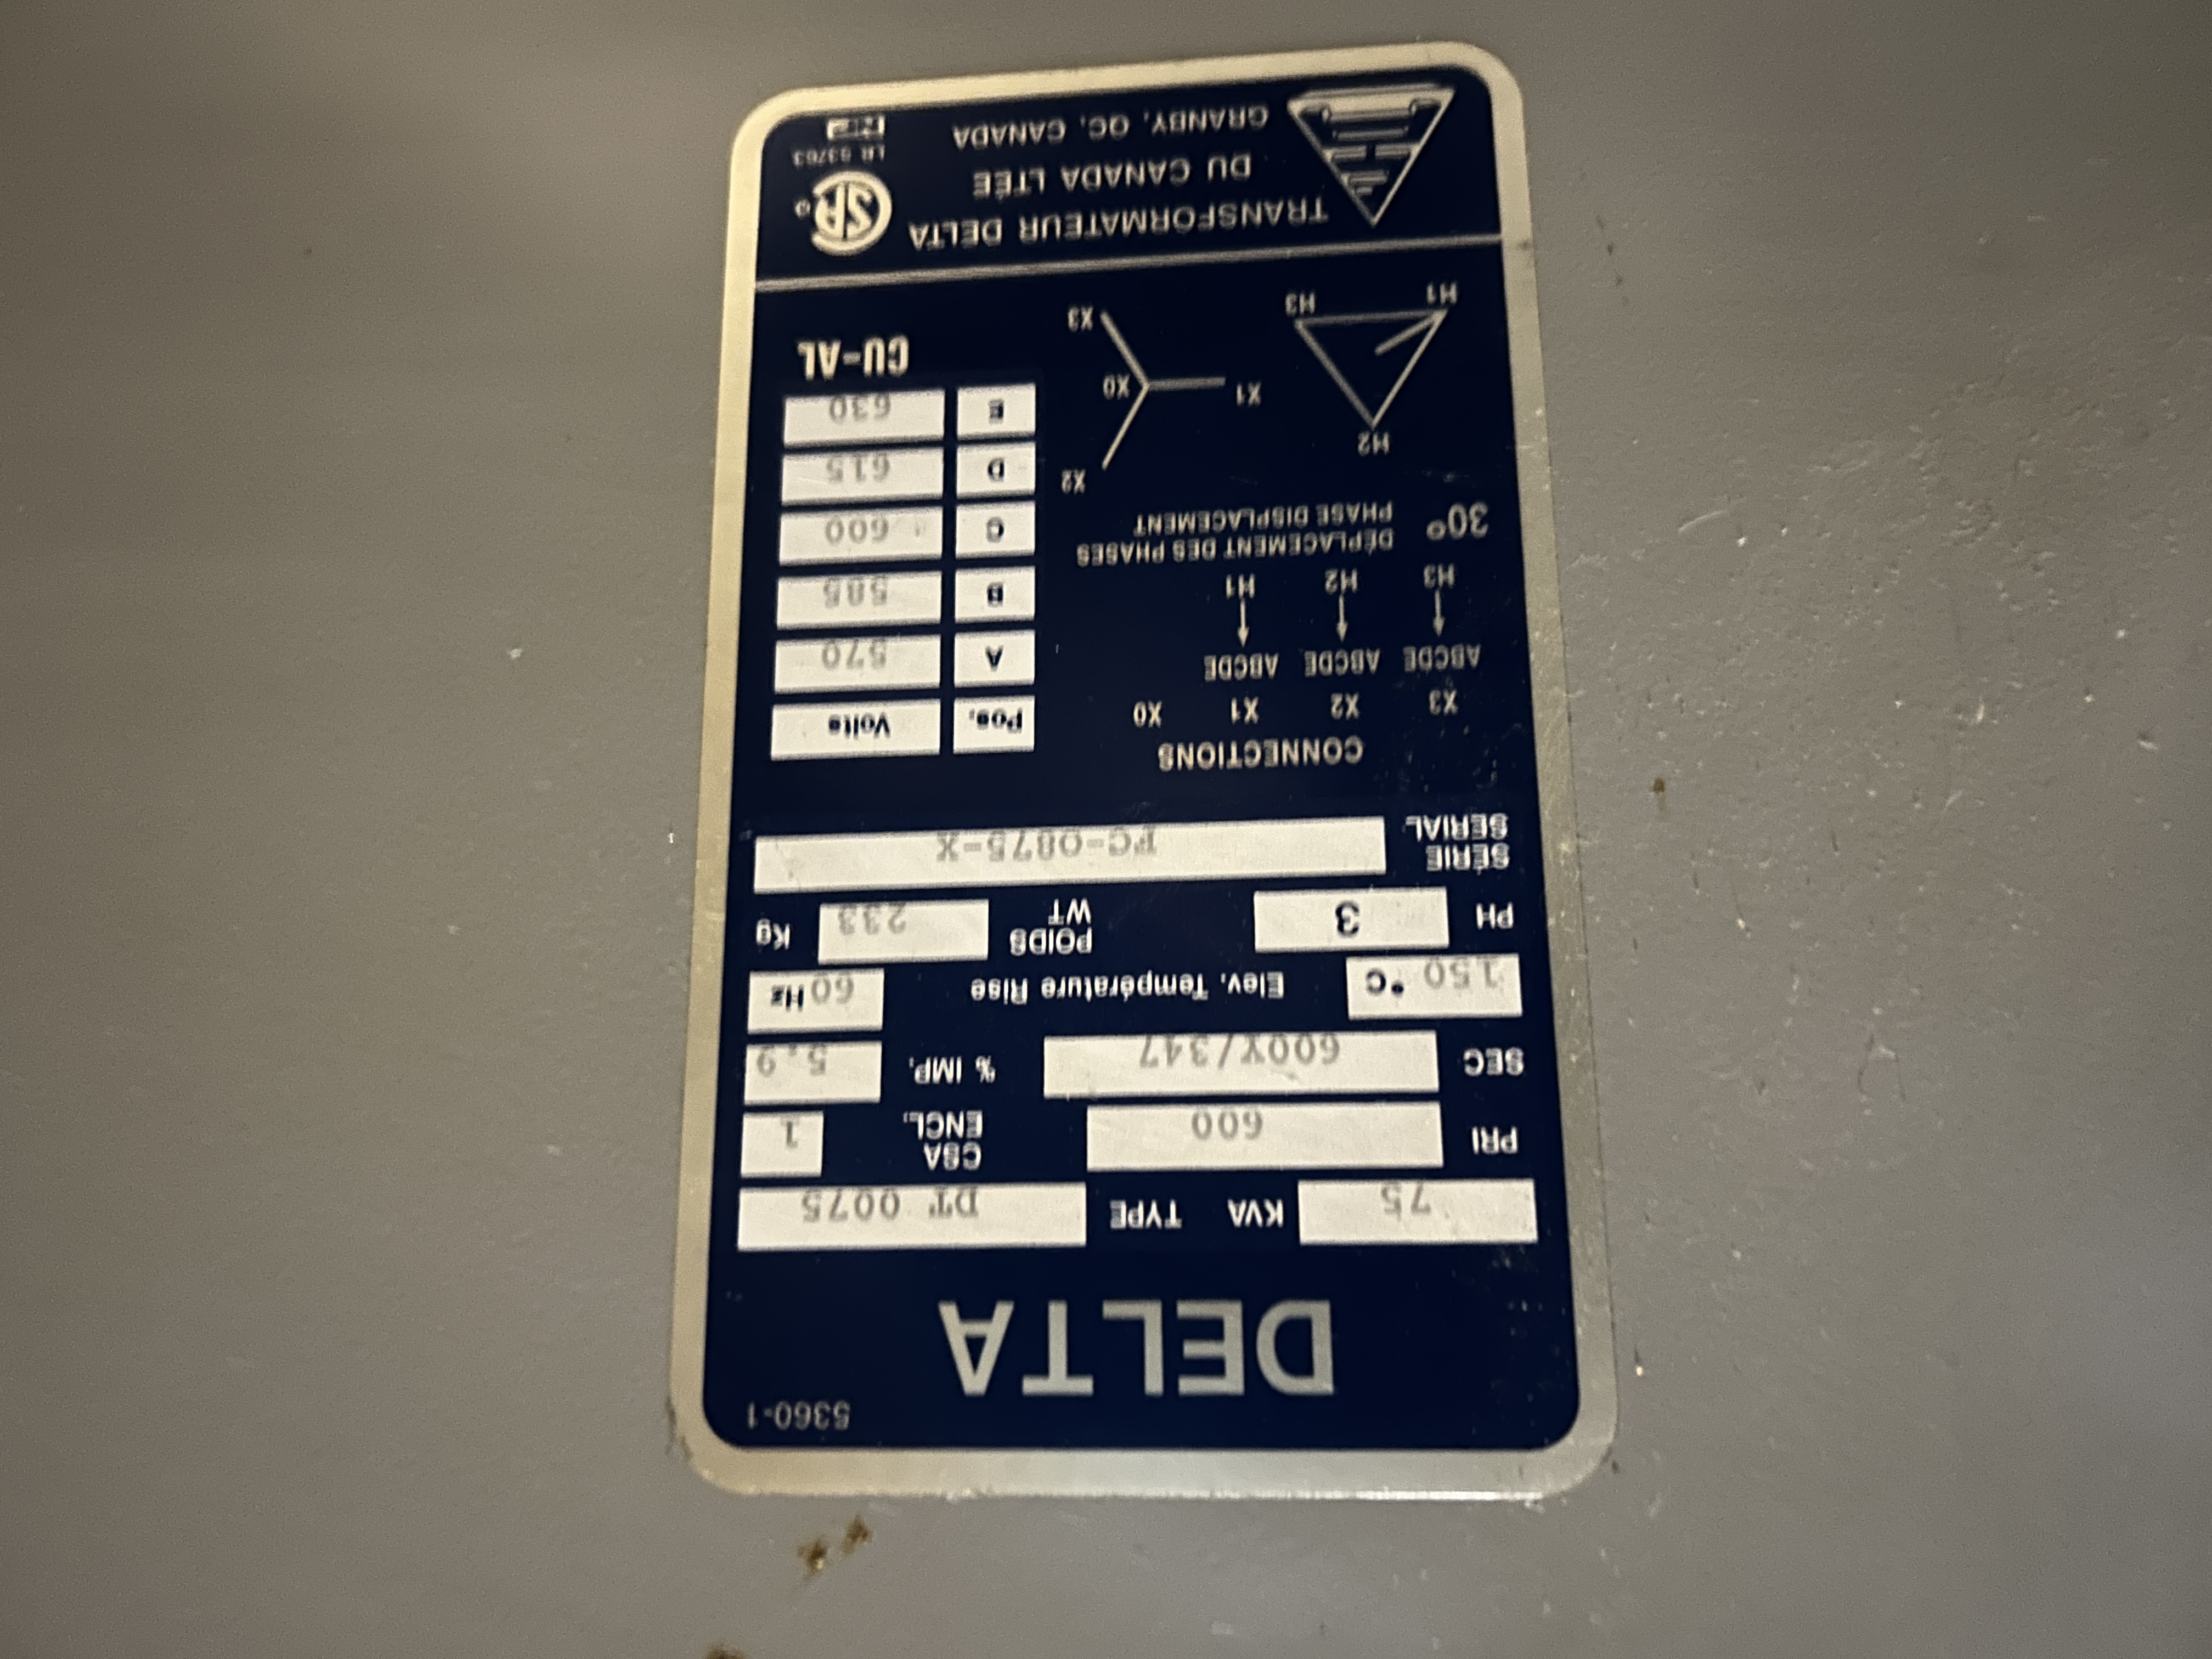 5360-1
DELTA
75 KVA TYPE DT 0075
PRI 600 CSA ENCL. 1
SEC 600Y/347 % IMP. 5.9
150 °C Elev. Température Rise 60 Hz
PH 3 POIDS WT 233 Kg
SÉRIE SERIAL FC-0875-X
CONNECTIONS
X3 X2 X1 X0
ABCDE ABCDE ABCDE
H3 H2 H1
30° DÉPLACEMENT DES PHASES
PHASE DISPLACEMENT
H2
H1 H3
X2
X1 X0
X3
Pos. Volts
A 570
B 585
C 600
D 615
E 630
CU-AL
TRANSFORMATEUR DELTA
DU CANADA LTÉE
GRANBY, QC, CANADA
LR 53763